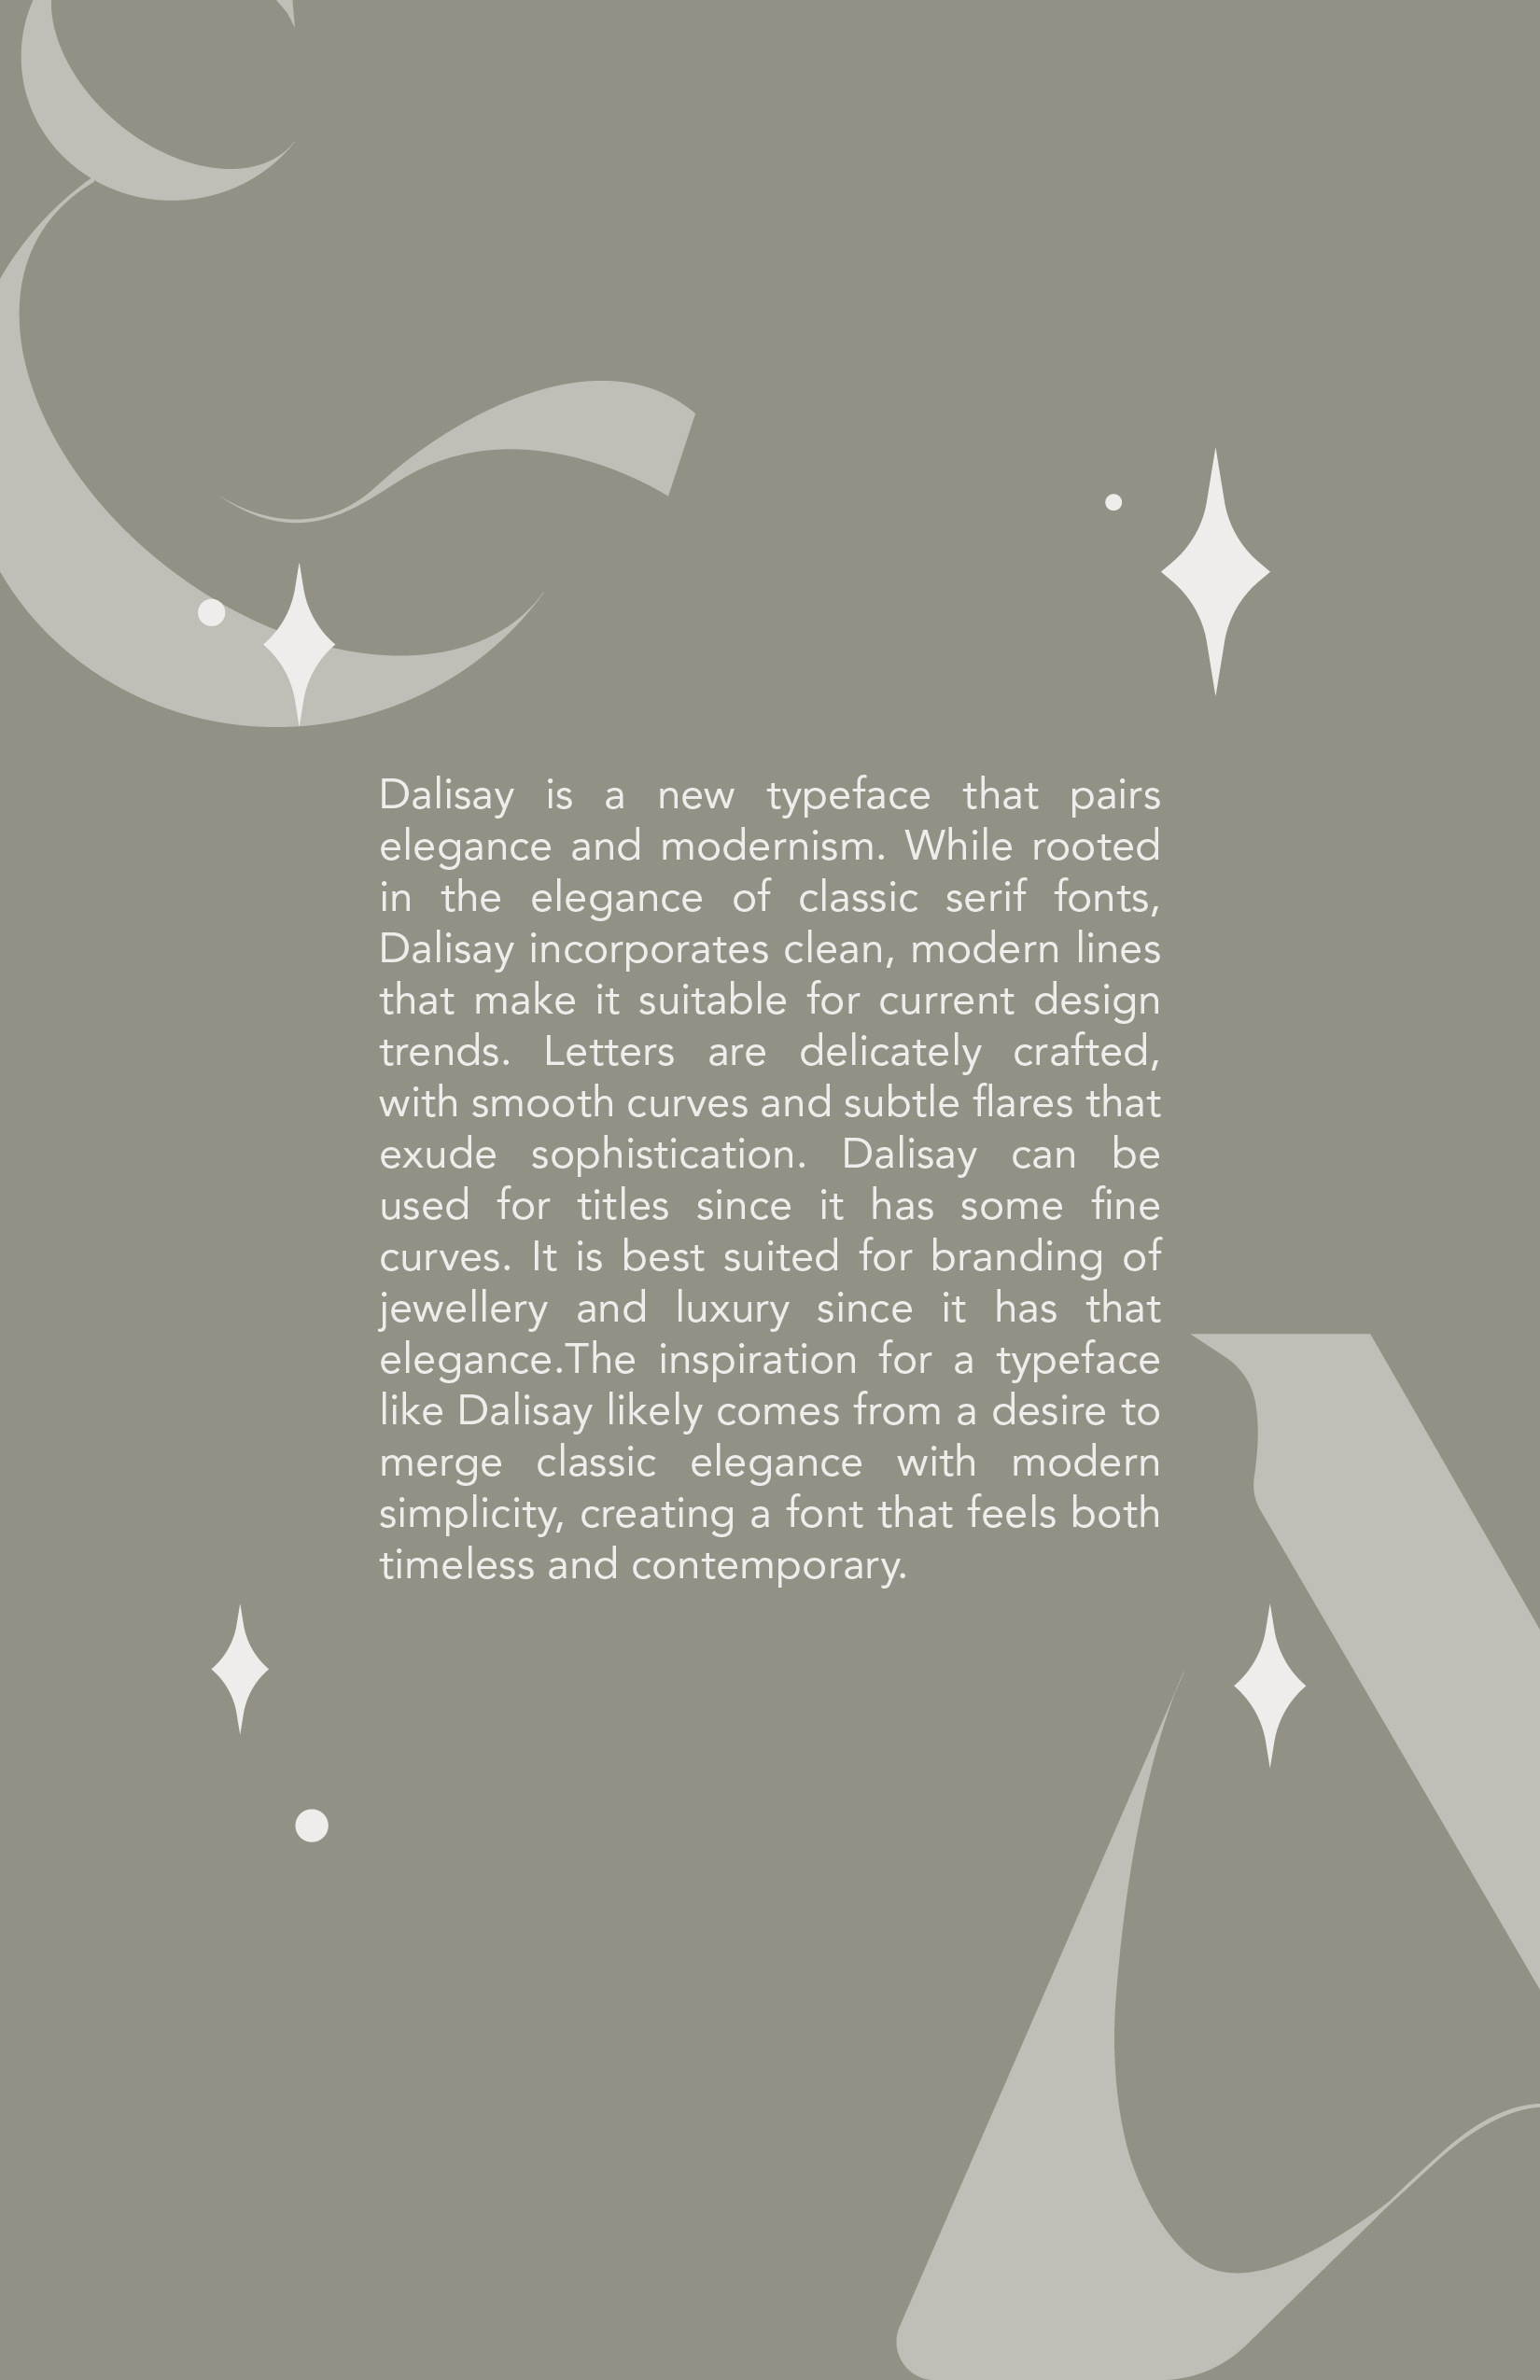 Dalisay is a new typeface that pairs
elegance and modernism. While rooted
in the elegance of classic serif fonts,
Dalisay incorporates clean, modern lines
that make it suitable for current design
trends. Letters are delicately crafted,
with smooth curves and subtle flares that
exude sophistication. Dalisay can be
used for titles since it has some fine
curves. It is best suited for branding of
jewellery and luxury since it has that
elegance.The inspiration for a typeface
like Dalisay likely comes from a desire to
merge classic elegance with modern
simplicity, creating a font that feels both
timeless and contemporary.